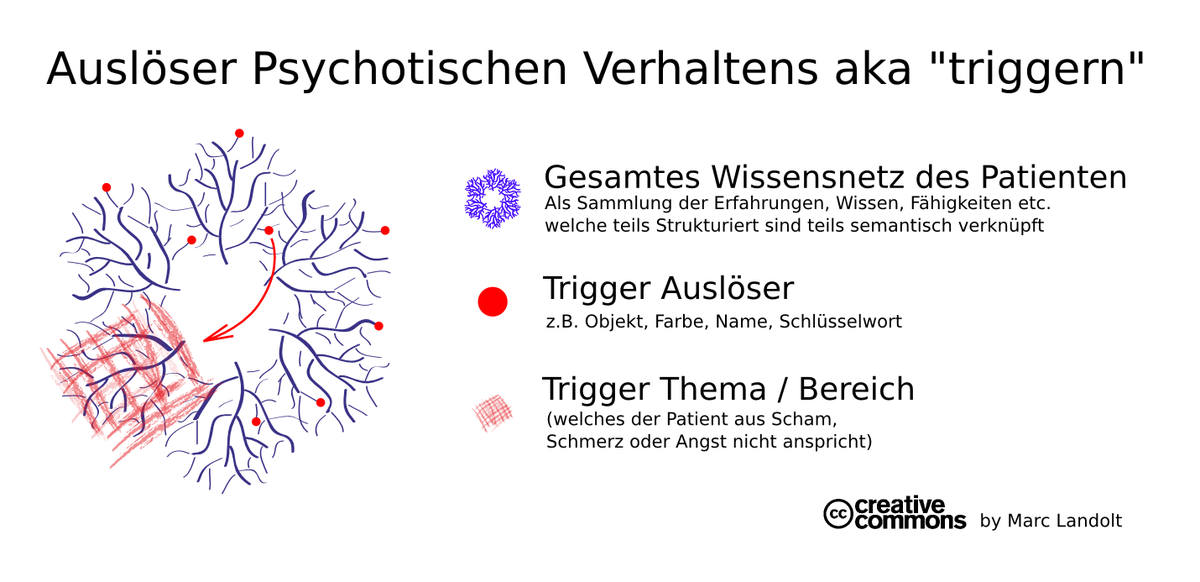 Auslöser Psychotischen Verhaltens aka "triggern"
Gesamtes Wissensnetz des Patienten
Als Sammlung der Erfahrungen, Wissen, Fähigkeiten etc.
welche teils Strukturiert sind teils semantisch verknüpft
Trigger Auslöser
z.B. Objekt, Farbe, Name, Schlüsselwort
Trigger Thema / Bereich
(welches der Patient aus Scham,
Schmerz oder Angst nicht anspricht)
cc creative
commons by Marc Landolt